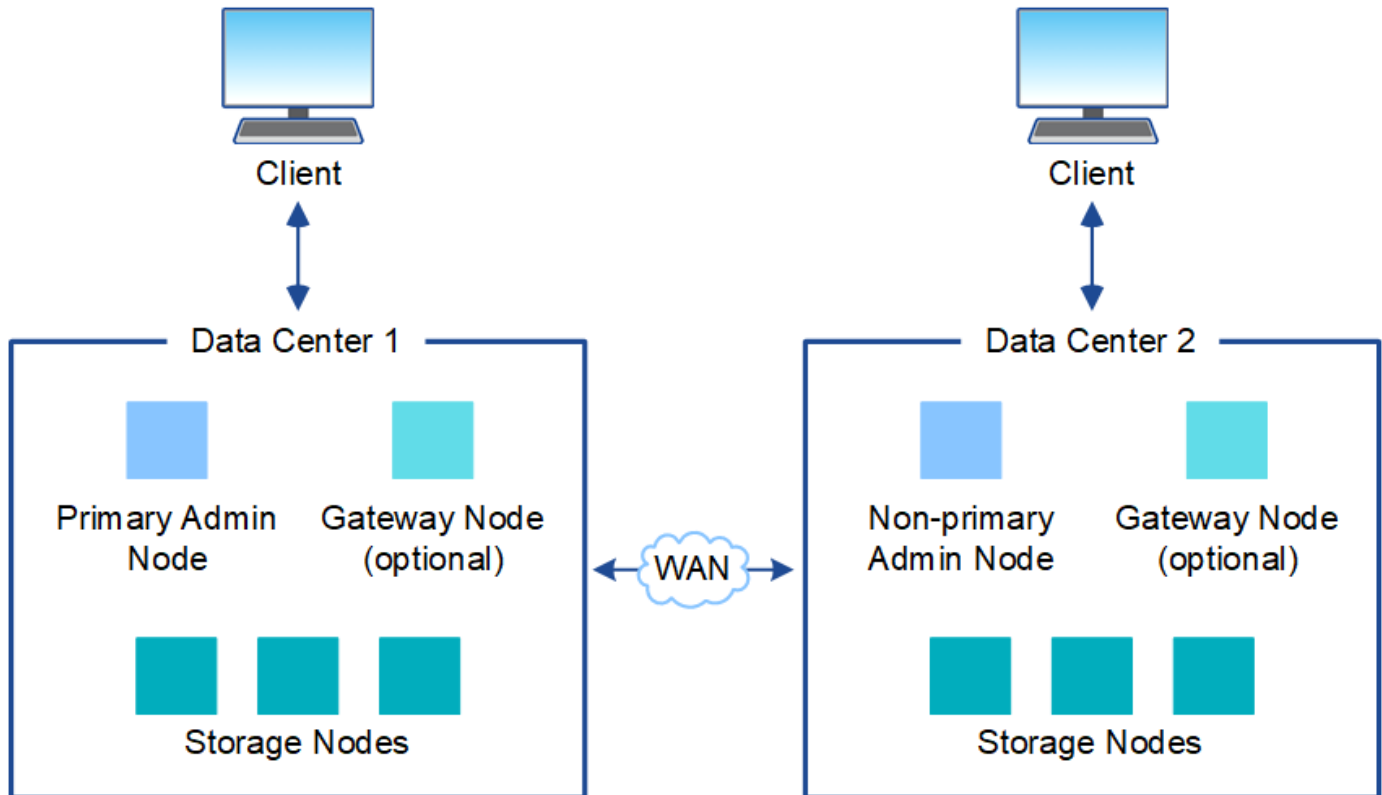 Client
Client
Data Center 1
Data Center 2
Primary Admin
Node
Gateway Node
(optional)
WAN
Non-primary
Admin Node
Gateway Node
(optional)
Storage Nodes
Storage Nodes